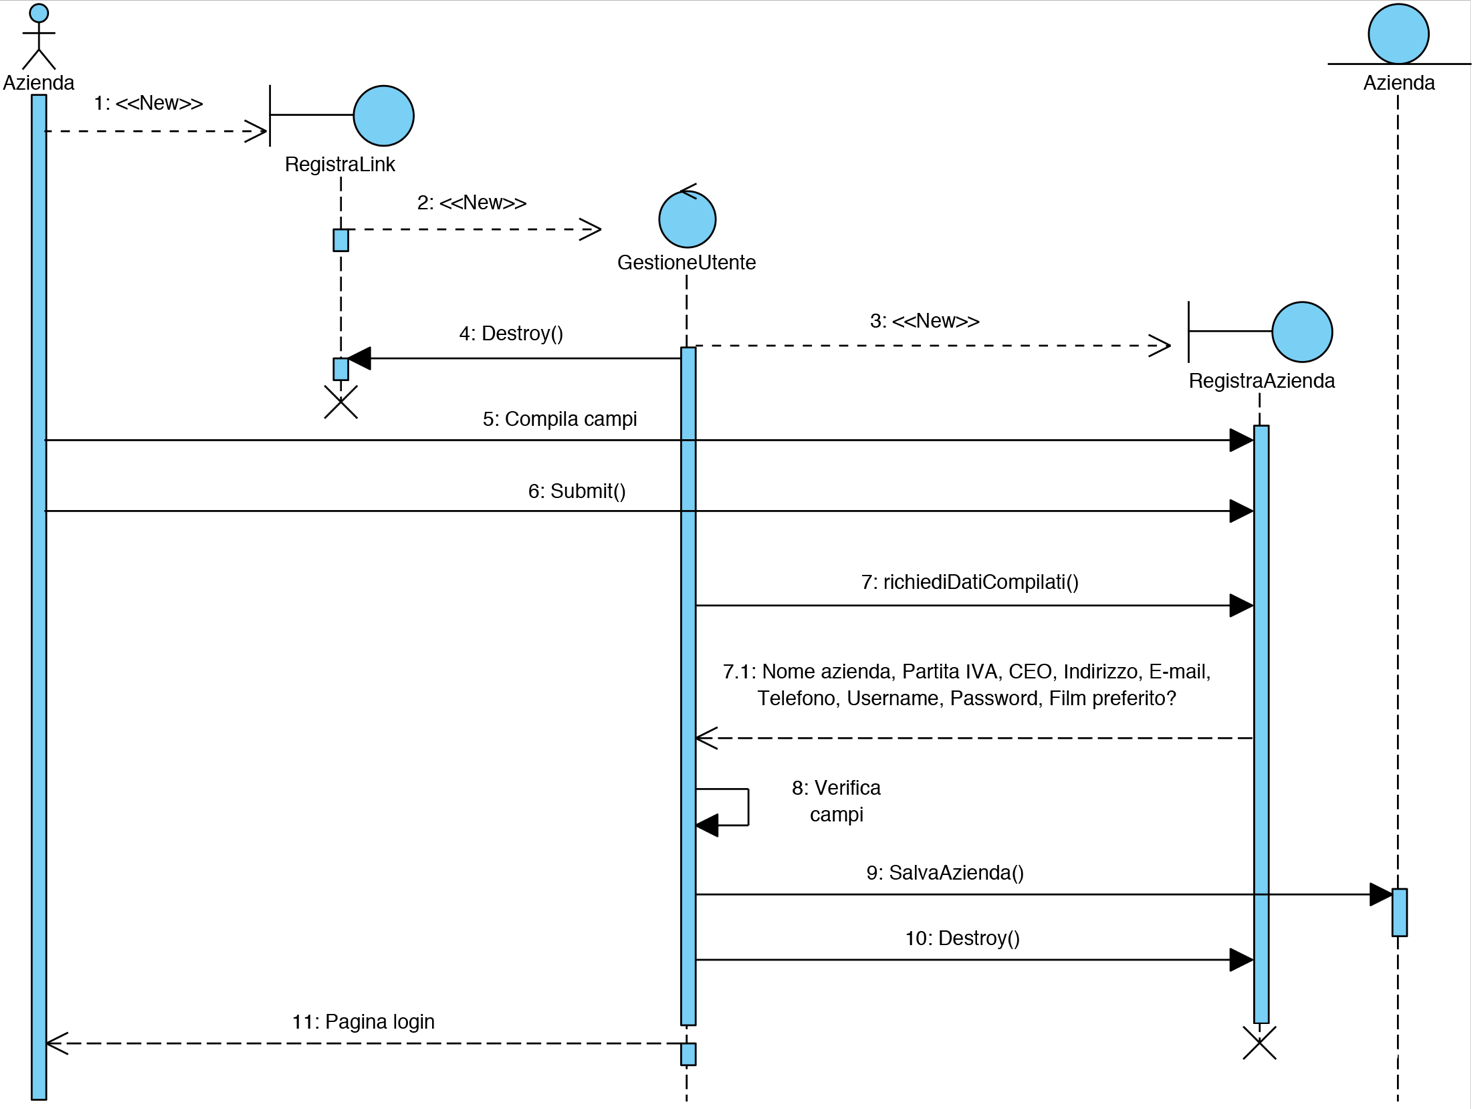 Azienda
Azienda
1: <<New>>
RegistraLink
2: <<New>>
GestioneUtente
3: <<New>>
4: Destroy()
RegistraAzienda
5: Compila campi
6: Submit()
7: richiediDatiCompilati()
7.1: Nome azienda, Partita IVA, CEO, Indirizzo, E-mail,
Telefono, Username, Password, Film preferito?
8: Verifica
campi
9: SalvaAzienda()
10: Destroy()
11: Pagina login